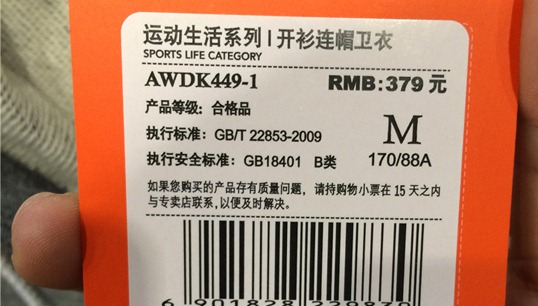 运动生活系列 | 开衫连帽卫衣
SPORTS LIFE CATEGORY
AWDK449-1 RMB:379 元
产品等级: 合格品
执行标准: GB/T 22853-2009
M
执行安全标准: GB18401 B类
170/88A
如果您购买的产品存有质量问题，请持购物小票在 15 天之内
与专卖店联系,以便及时解决。